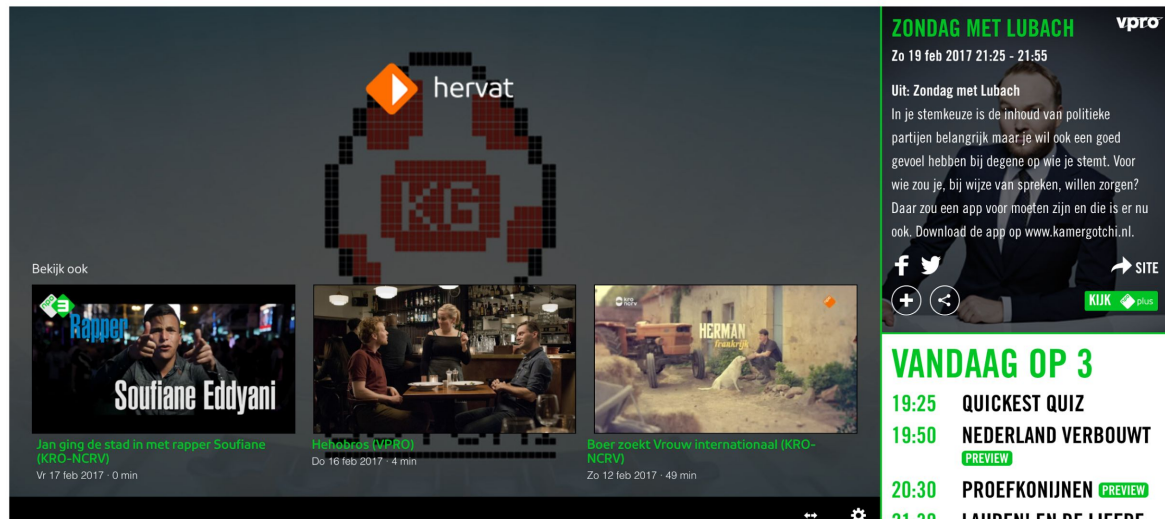 hervat
KG
Bekijk ook
npo
3
Rapper
Soufiane Eddyani
Jan ging de stad in met rapper Soufiane
(KRO-NCRV)
Vr 17 feb 2017 · 0 min
Hehobros (VPRO)
Do 16 feb 2017 · 4 min
kro
ncrv
HERMAN
frankrijk
Boer zoekt Vrouw internationaal (KRO-
NCRV)
Zo 12 feb 2017 · 49 min
ZONDAG MET LUBACH
vpro
Zo 19 feb 2017 21:25 - 21:55
Uit: Zondag met Lubach
In je stemkeuze is de inhoud van politieke
partijen belangrijk maar je wil ook een goed
gevoel hebben bij degene op wie je stemt. Voor
wie zou je, bij wijze van spreken, willen zorgen?
Daar zou een app voor moeten zijn en die is er nu
ook. Download de app op www.kamergotchi.nl.
SITE
KIJK plus
VANDAAG OP 3
19:25 QUICKEST QUIZ
19:50 NEDERLAND VERBOUWT
PREVIEW
20:30 PROEFKONIJNEN PREVIEW